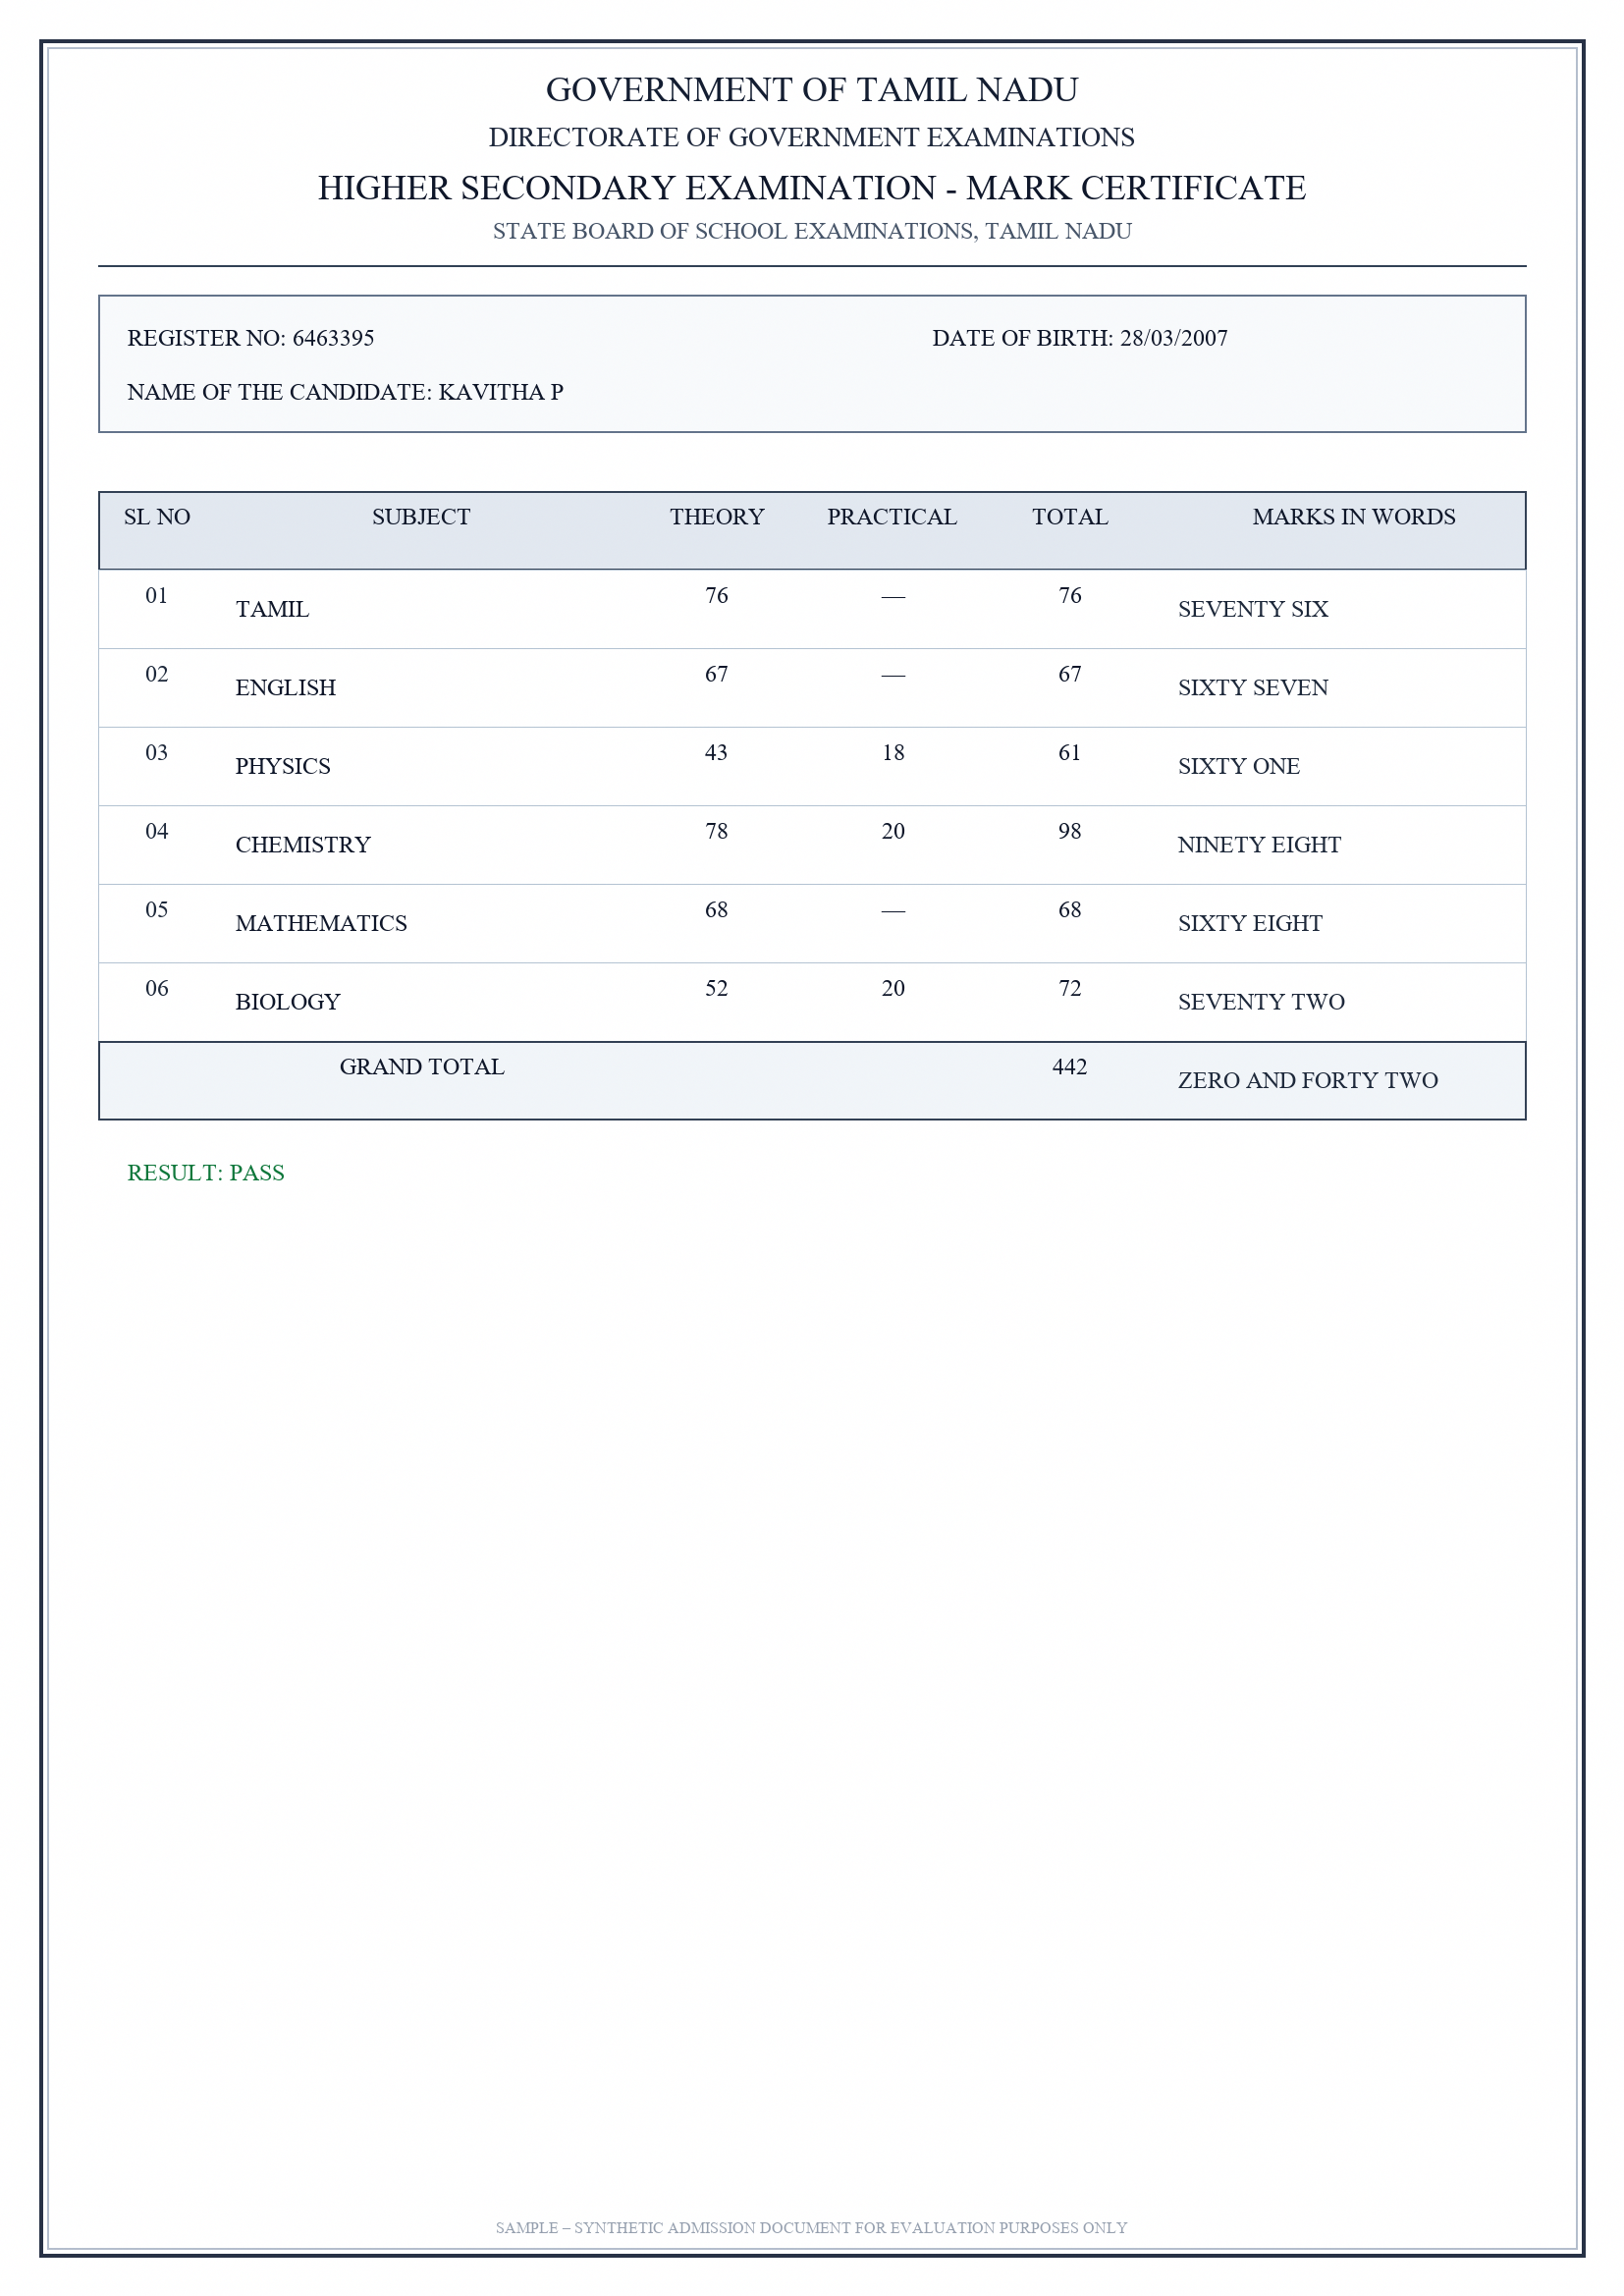 GOVERNMENT OF TAMIL NADU
DIRECTORATE OF GOVERNMENT EXAMINATIONS
HIGHER SECONDARY EXAMINATION - MARK CERTIFICATE
STATE BOARD OF SCHOOL EXAMINATIONS, TAMIL NADU
REGISTER NO: 6463395 DATE OF BIRTH: 28/03/2007
NAME OF THE CANDIDATE: KAVITHA P
SL NO SUBJECT THEORY PRACTICAL TOTAL MARKS IN WORDS
01 TAMIL 76 — 76 SEVENTY SIX
02 ENGLISH 67 — 67 SIXTY SEVEN
03 PHYSICS 43 18 61 SIXTY ONE
04 CHEMISTRY 78 20 98 NINETY EIGHT
05 MATHEMATICS 68 — 68 SIXTY EIGHT
06 BIOLOGY 52 20 72 SEVENTY TWO
GRAND TOTAL 442 ZERO AND FORTY TWO
RESULT: PASS
SAMPLE – SYNTHETIC ADMISSION DOCUMENT FOR EVALUATION PURPOSES ONLY